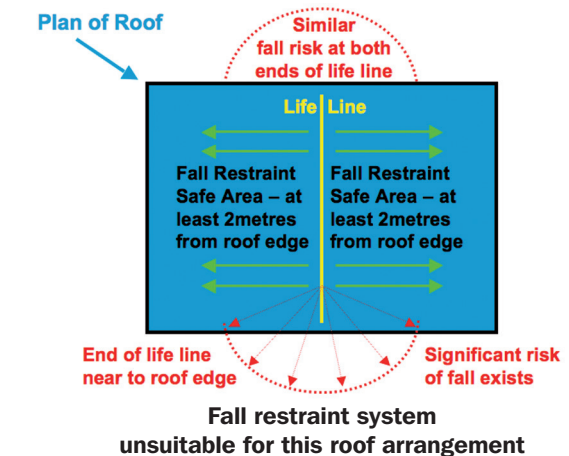 Plan of Roof
Similar
fall risk at both
ends of life line
Life Line
Fall Restraint
Safe Area – at
least 2metres
from roof edge
Fall Restraint
Safe Area – at
least 2metres
from roof edge
End of life line
near to roof edge
Significant risk
of fall exists
Fall restraint system
unsuitable for this roof arrangement